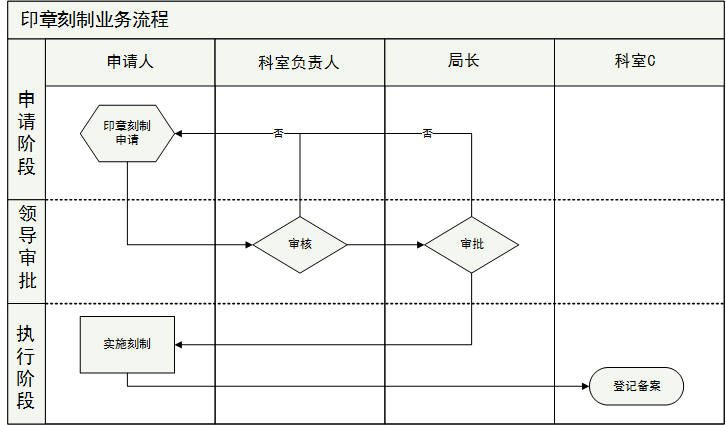 印章刻制业务流程
申请人 科室负责人 局长 科室C
申请阶段
印章刻制
申请
否 否
领导审批
审核 审批
执行阶段
实施刻制
登记备案